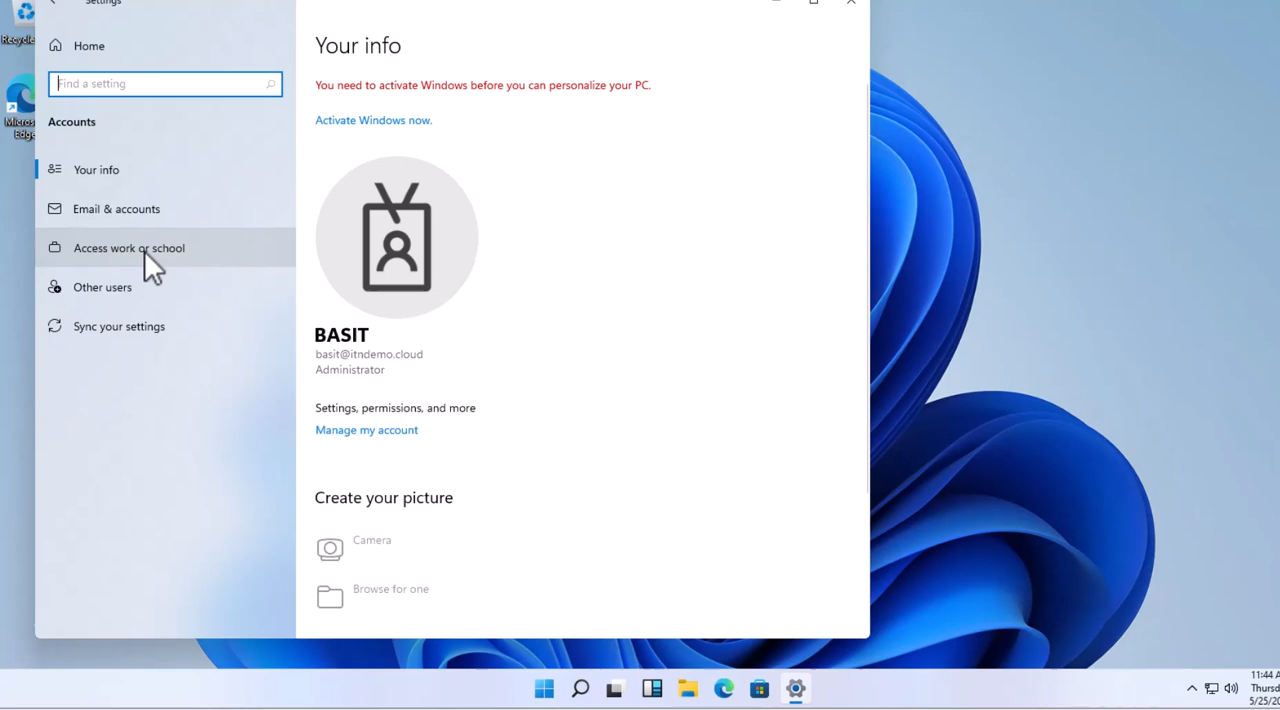 Settings
Home
Find a setting
Accounts
Your info
Email & accounts
Access work or school
Other users
Sync your settings
Your info
You need to activate Windows before you can personalize your PC.
Activate Windows now.
BASIT
basit@itndemo.cloud
Administrator
Settings, permissions, and more
Manage my account
Create your picture
Camera
Browse for one
Recycle
Micros
Edge
11:44 A
Thursd
5/25/20